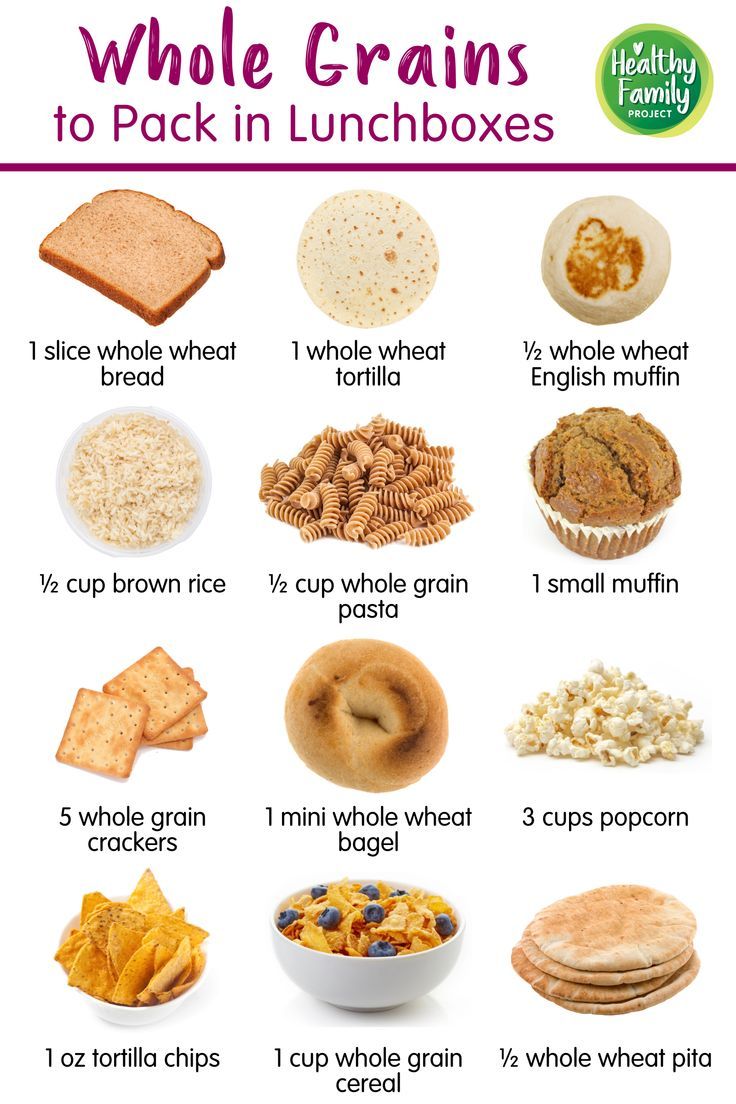 Whole Grains
to Pack in Lunchboxes
Healthy
Family
PROJECT
1 slice whole wheat
bread
1 whole wheat
tortilla
½ whole wheat
English muffin
½ cup brown rice
½ cup whole grain
pasta
1 small muffin
5 whole grain
crackers
1 mini whole wheat
bagel
3 cups popcorn
1 oz tortilla chips
1 cup whole grain
cereal
½ whole wheat pita